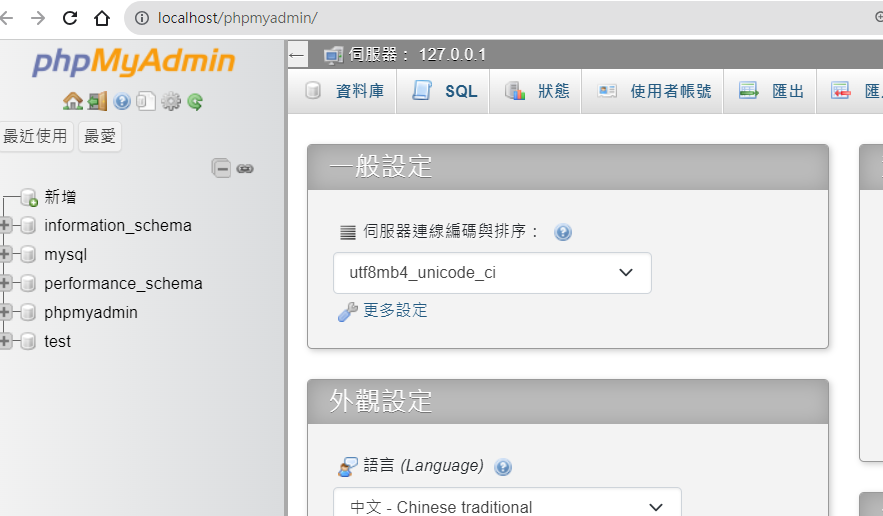 localhost/phpmyadmin/
phpMyAdmin
最近使用 最愛
新增
information_schema
mysql
performance_schema
phpmyadmin
test
伺服器： 127.0.0.1
資料庫 SQL 狀態 使用者帳號 匯出
一般設定
伺服器連線編碼與排序：
utf8mb4_unicode_ci
更多設定
外觀設定
語言 (Language)
中文 - Chinese traditional